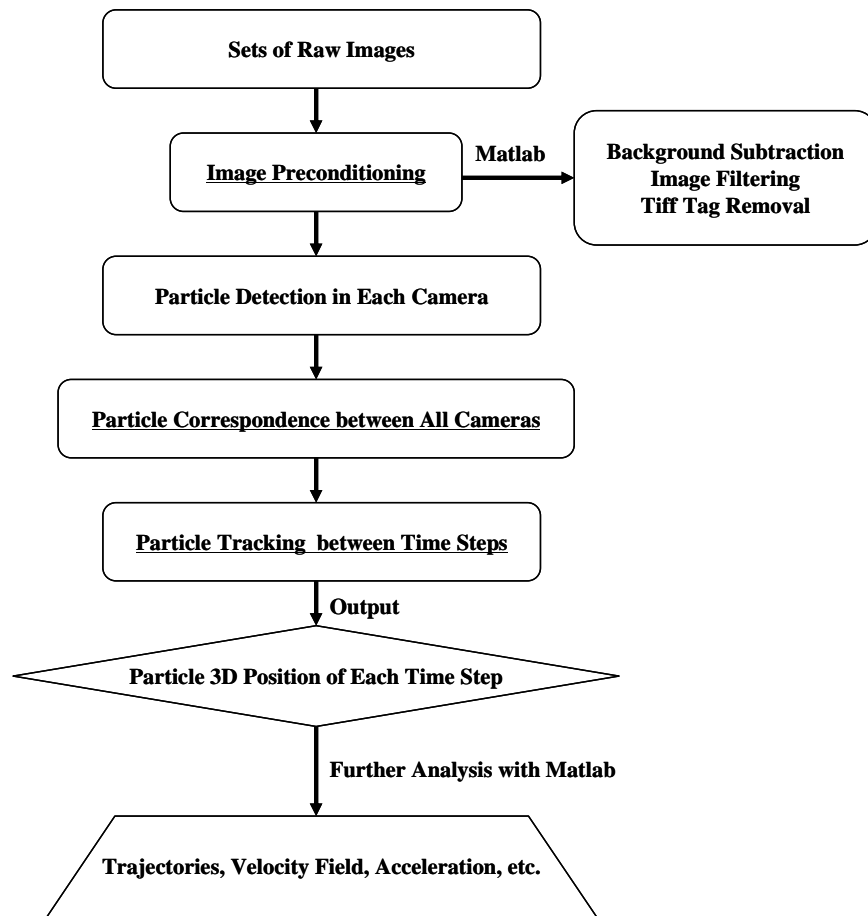 Sets of Raw Images
Image Preconditioning
Matlab
Background Subtraction
Image Filtering
Tiff Tag Removal
Particle Detection in Each Camera
Particle Correspondence between All Cameras
Particle Tracking  between Time Steps
Output
Particle 3D Position of Each Time Step
Further Analysis with Matlab
Trajectories, Velocity Field, Acceleration, etc.